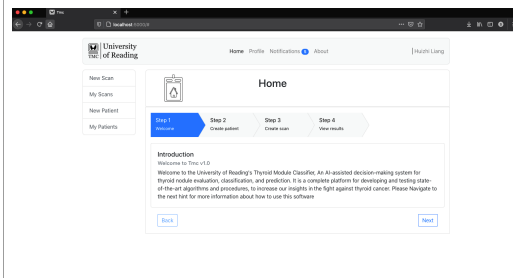 Tmc
localhost:5000/#
University
of Reading
TMC
Home Profile Notifications About
Huizhi Liang
New Scan
My Scans
New Patient
My Patients
Home
Step 1
Welcome
Step 2
Create patient
Step 3
Create scan
Step 4
View results
Introduction
Welcome to Tmc v1.0
Welcome to the University of Reading's Thyroid Module Classifier, An AI-assisted decision-making system for
thyroid nodule evaluation, classification, and prediction. It is a complete platform for developing and testing state-
of-the-art algorithms and procedures, to increase our insights in the fight against thyroid cancer. Please Navigate to
the next hint for more information about how to use this software
Back
Next